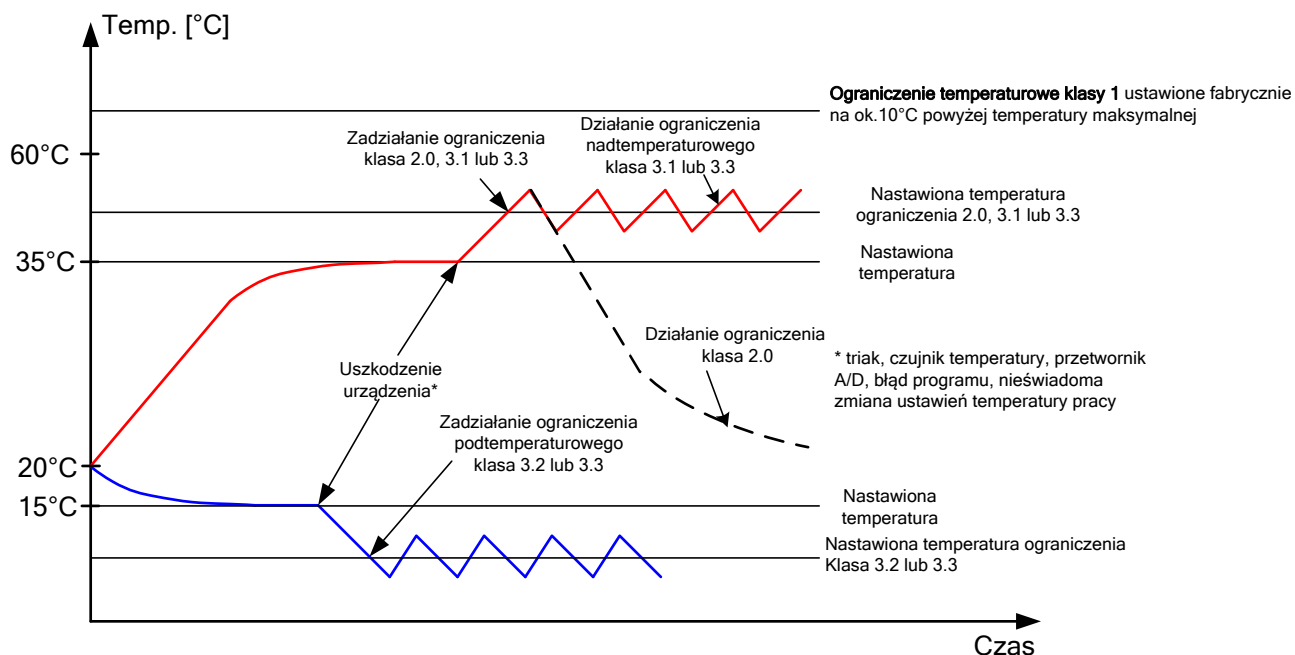 Temp. [°C]
Ograniczenie temperaturowe klasy 1 ustawione fabrycznie
na ok.10°C powyżej temperatury maksymalnej
Zadziałanie ograniczenia
klasa 2.0, 3.1 lub 3.3
Działanie ograniczenia
nadtemperaturowego
klasa 3.1 lub 3.3
60°C
Nastawiona temperatura
ograniczenia 2.0, 3.1 lub 3.3
35°C
Nastawiona
temperatura
Działanie ograniczenia
klasa 2.0
* triak, czujnik temperatury, przetwornik
A/D, błąd programu, nieświadoma
zmiana ustawień temperatury pracy
Uszkodzenie
urządzenia*
Zadziałanie ograniczenia
podtemperaturowego
klasa 3.2 lub 3.3
20°C
15°C
Nastawiona
temperatura
Nastawiona temperatura ograniczenia
Klasa 3.2 lub 3.3
Czas